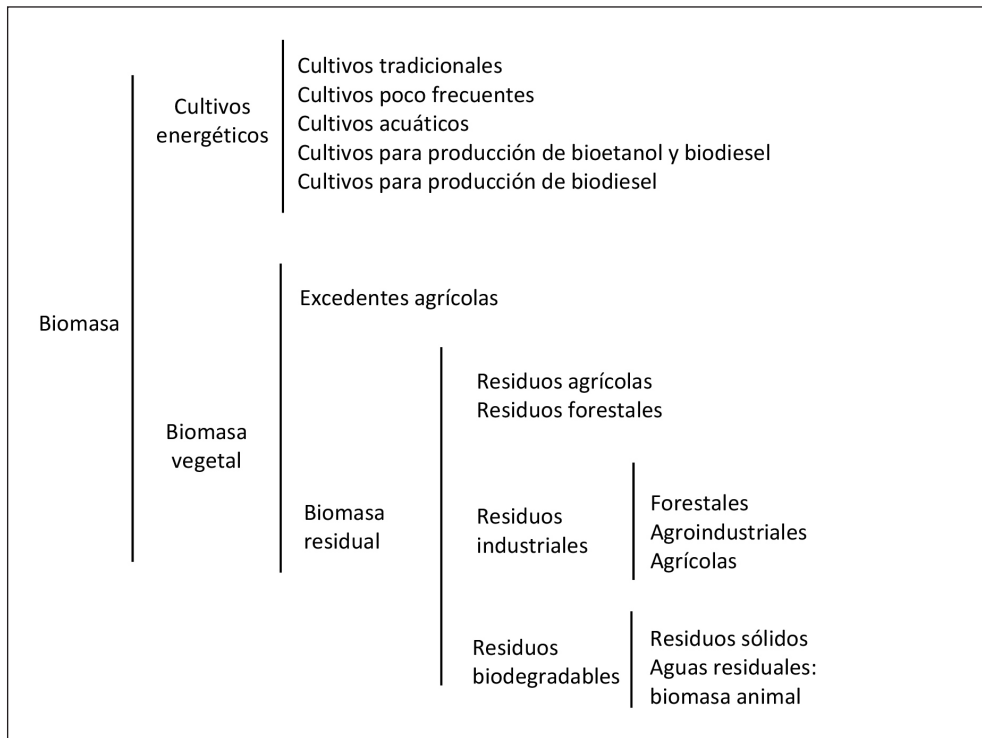 Cultivos tradicionales
Cultivos poco frecuentes
Cultivos acuáticos
Cultivos para producción de bioetanol y biodiesel
Cultivos para producción de biodiesel
Cultivos
energéticos
Excedentes agrícolas
Biomasa
Residuos agrícolas
Residuos forestales
Biomasa
vegetal
Biomasa
residual
Residuos
industriales
Forestales
Agroindustriales
Agrícolas
Residuos
biodegradables
Residuos sólidos
Aguas residuales:
biomasa animal